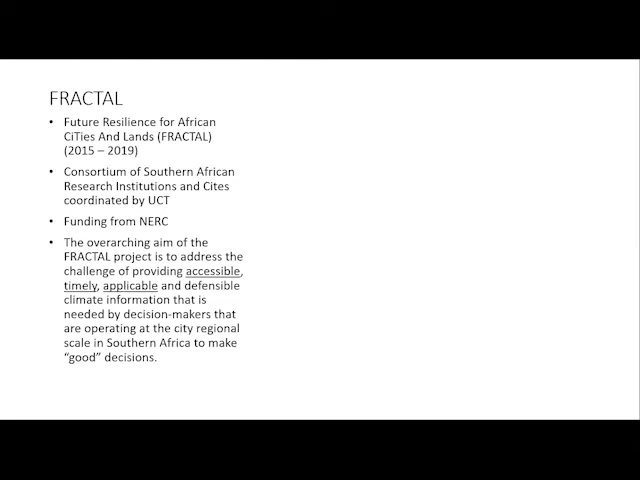 FRACTAL
• Future Resilience for African
CiTies And Lands (FRACTAL)
(2015 – 2019)
• Consortium of Southern African
Research Institutions and Cites
coordinated by UCT
• Funding from NERC
• The overarching aim of the
FRACTAL project is to address the
challenge of providing accessible,
timely, applicable and defensible
climate information that is
needed by decision-makers that
are operating at the city regional
scale in Southern Africa to make
“good” decisions.